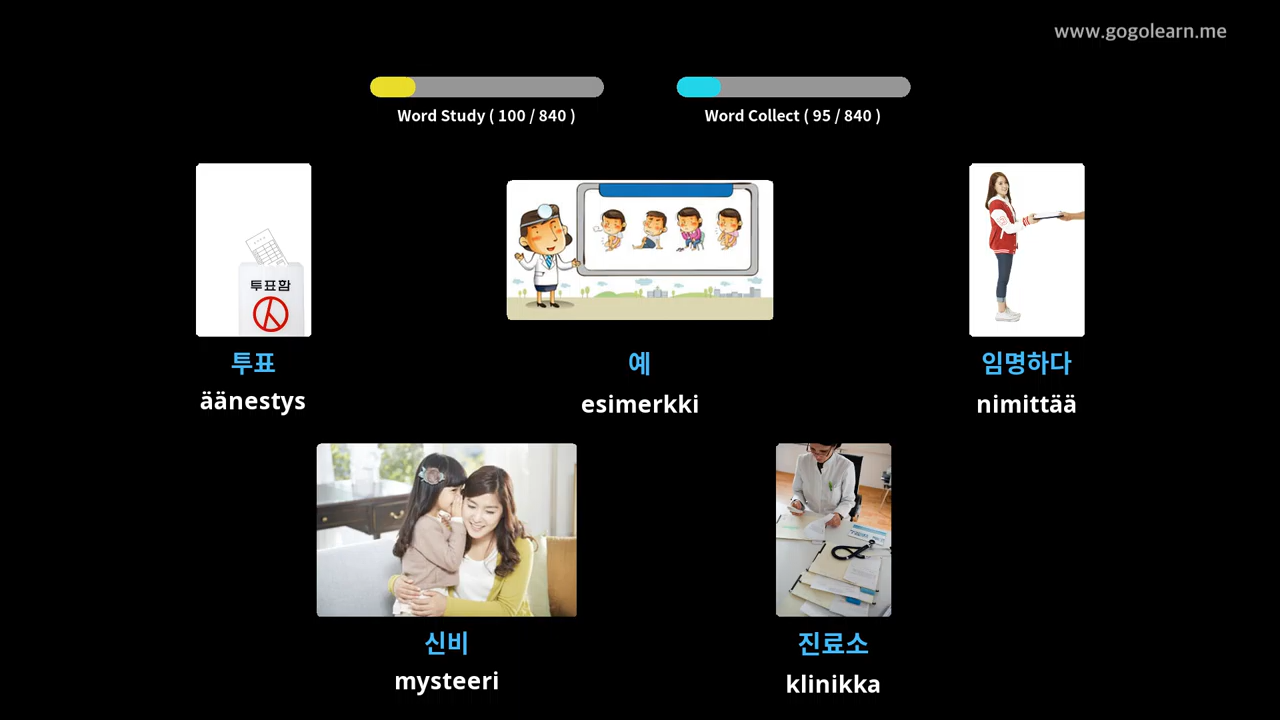 www.gogolearn.me
Word Study ( 100 / 840 )
Word Collect ( 95 / 840 )
투표함
투표
äänestys
예
esimerkki
임명하다
nimittää
신비
mysteeri
진료소
klinikka